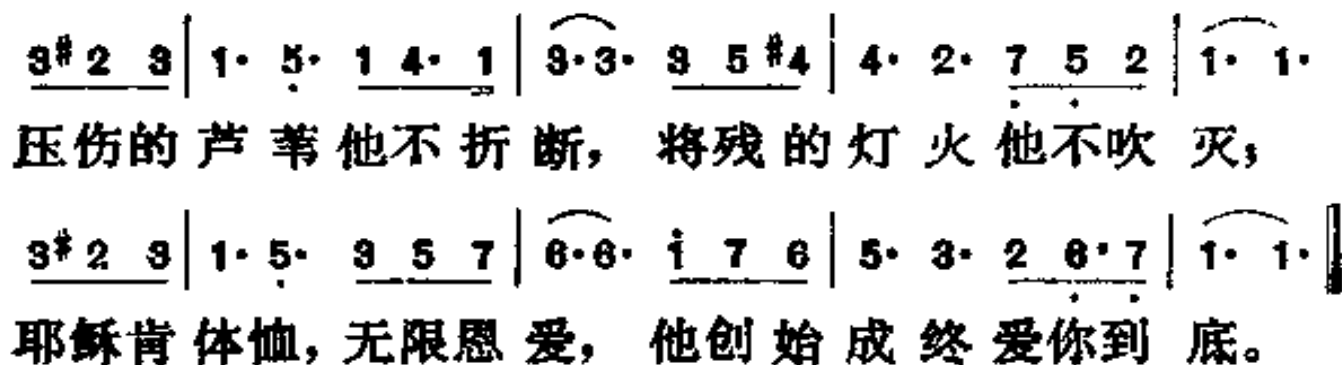 3 #2 3 | 1· 5· 1 4· 1 | 3·3· 3 5 #4 | 4· 2· 7 5 2 | 1· 1·
压伤的芦苇他不折断，将残的灯火他不吹灭；
3 #2 3 | 1· 5· 3 5 7 | 6·6· i 7 6 | 5· 3· 2 6·7 | 1· 1·
耶稣肯体恤，无限恩爱，他创始成终爱你到底。